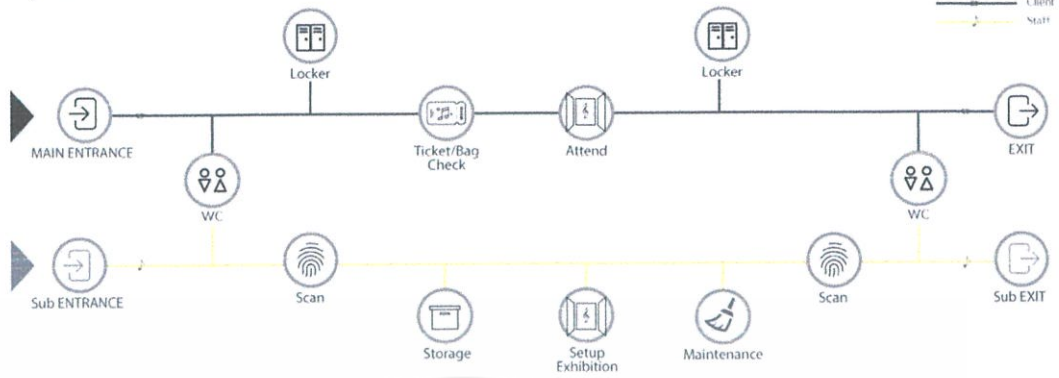 Client
Staff
Locker
Locker
MAIN ENTRANCE
Ticket/Bag
Check
Attend
EXIT
WC
WC
Sub ENTRANCE
Scan
Scan
Sub EXIT
Storage
Setup
Exhibition
Maintenance